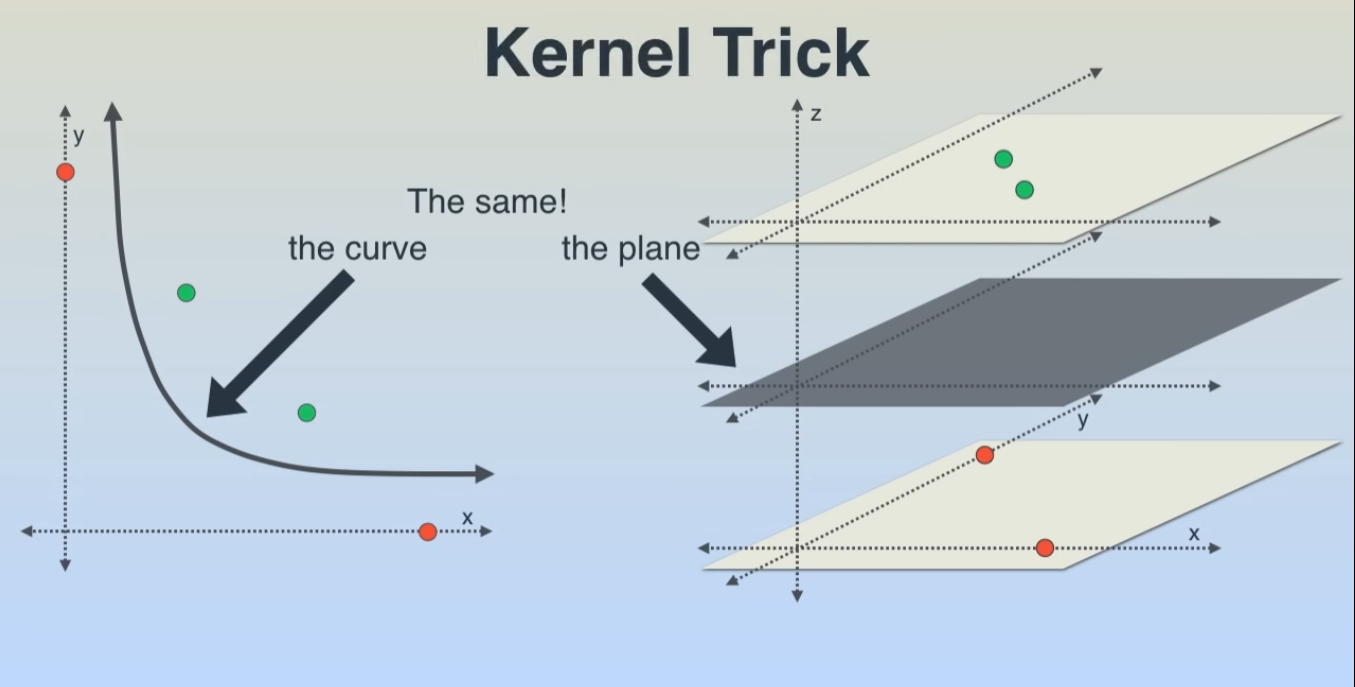 Kernel Trick
y
The same!
the curve
the plane
x
z
y
x